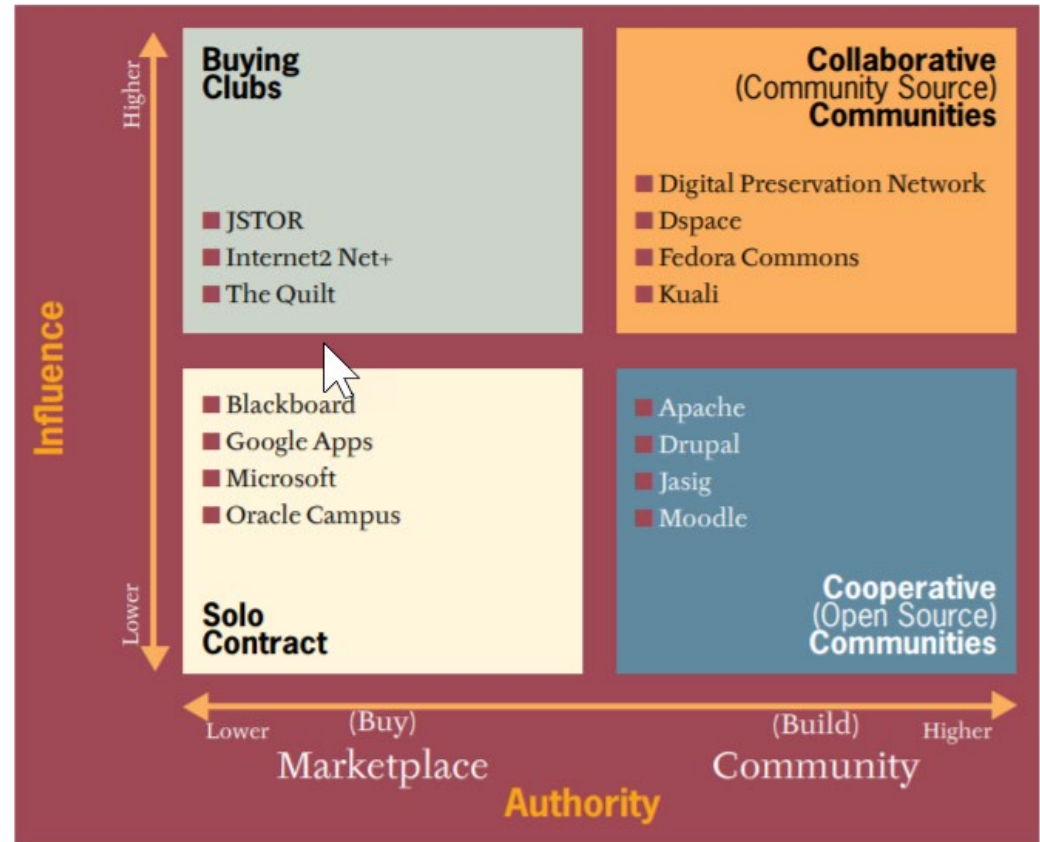 Buying
Clubs
JSTOR
Internet2 Net+
The Quilt
Collaborative
(Community Source)
Communities
Digital Preservation Network
Dspace
Fedora Commons
Kuali
Blackboard
Google Apps
Microsoft
Oracle Campus
Solo
Contract
Apache
Drupal
Jasig
Moodle
Cooperative
(Open Source)
Communities
Higher
Influence
Lower
Lower
(Buy)
(Build)
Higher
Marketplace
Community
Authority